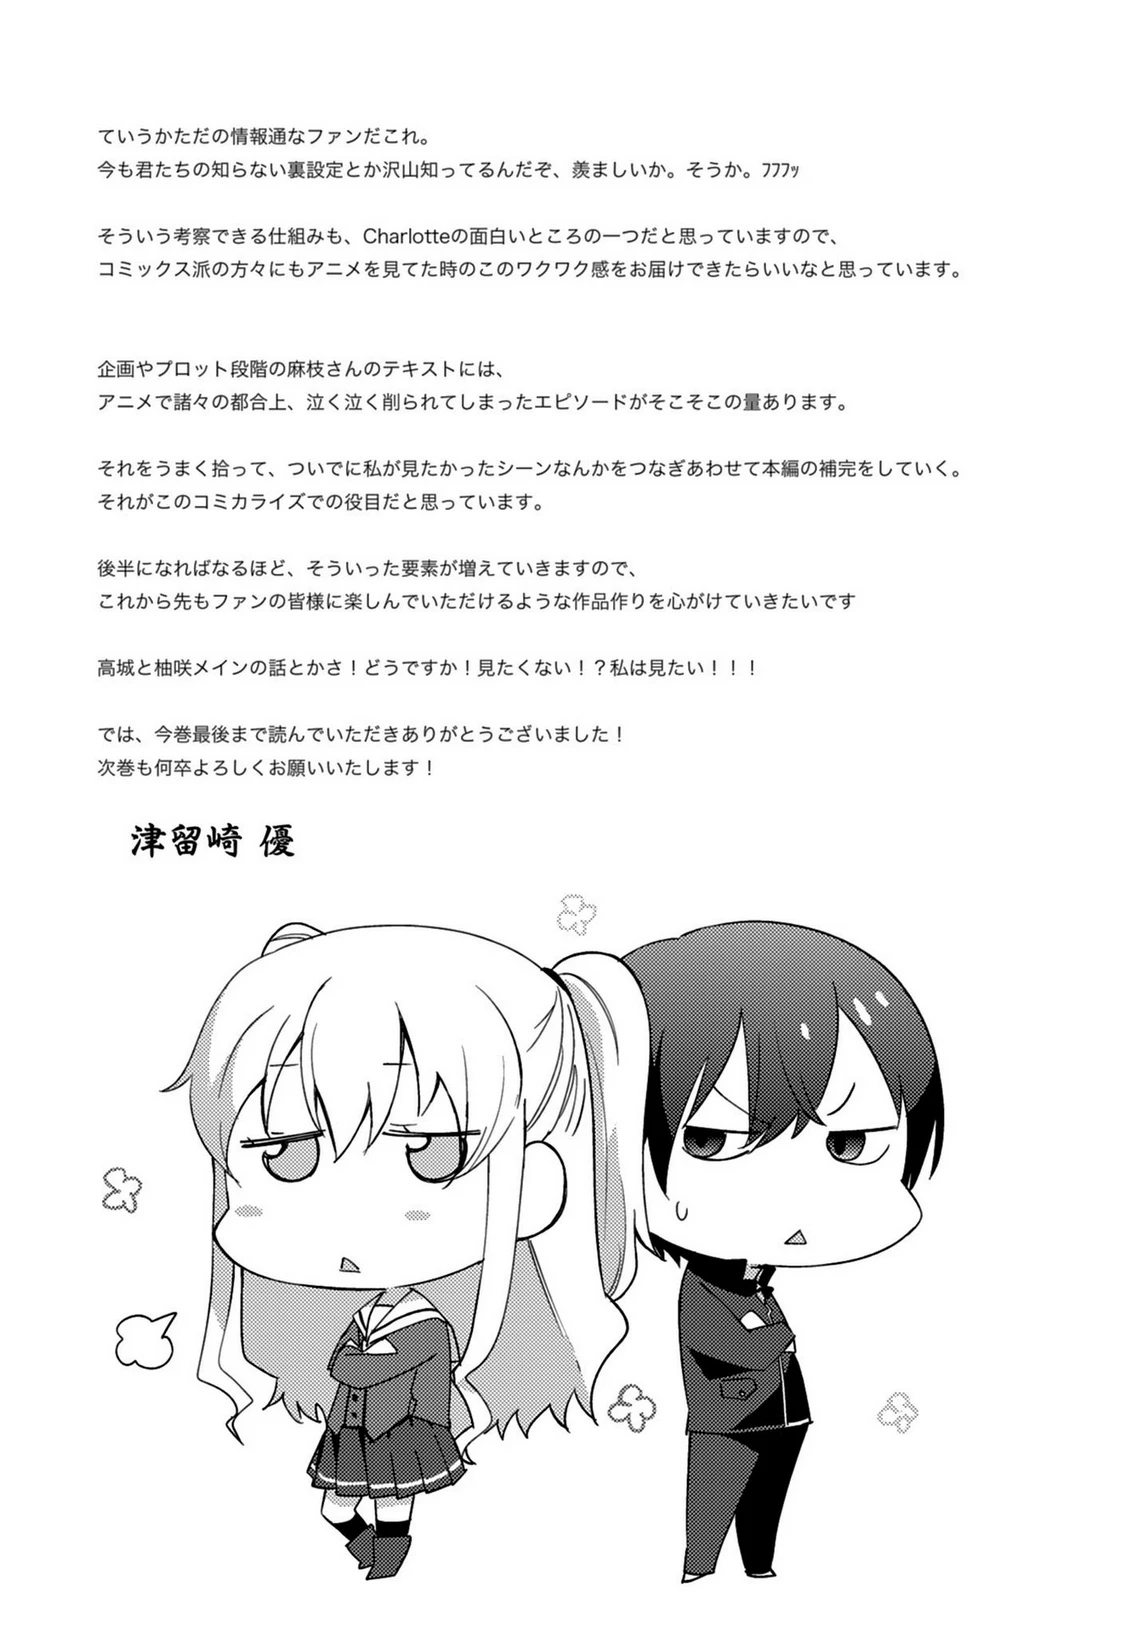 ていうかただの情報通なファンだこれ。
今も君たちの知らない裏設定とか沢山知ってるんだぞ、羨ましいか。そうか。ﾌﾌﾌｯ
そういう考察できる仕組みも、Charlotteの面白いところの一つだと思っていますので、
コミックス派の方々にもアニメを見てた時のこのワクワク感をお届けできたらいいなと思っています。
企画やプロット段階の麻枝さんのテキストには、
アニメで諸々の都合上、泣く泣く削られてしまったエピソードがそこそこの量あります。
それをうまく拾って、ついでに私が見たかったシーンなんかをつなぎあわせて本編の補完をしていく。
それがこのコミカライズでの役目だと思っています。
後半になればなるほど、そういった要素が増えていきますので、
これから先もファンの皆様に楽しんでいただけるような作品作りを心がけていきたいです
高城と柚咲メインの話とかさ！どうですか！見たくない！？私は見たい！！！
では、今巻最後まで読んでいただきありがとうございました！
次巻も何卒よろしくお願いいたします！
津留崎 優